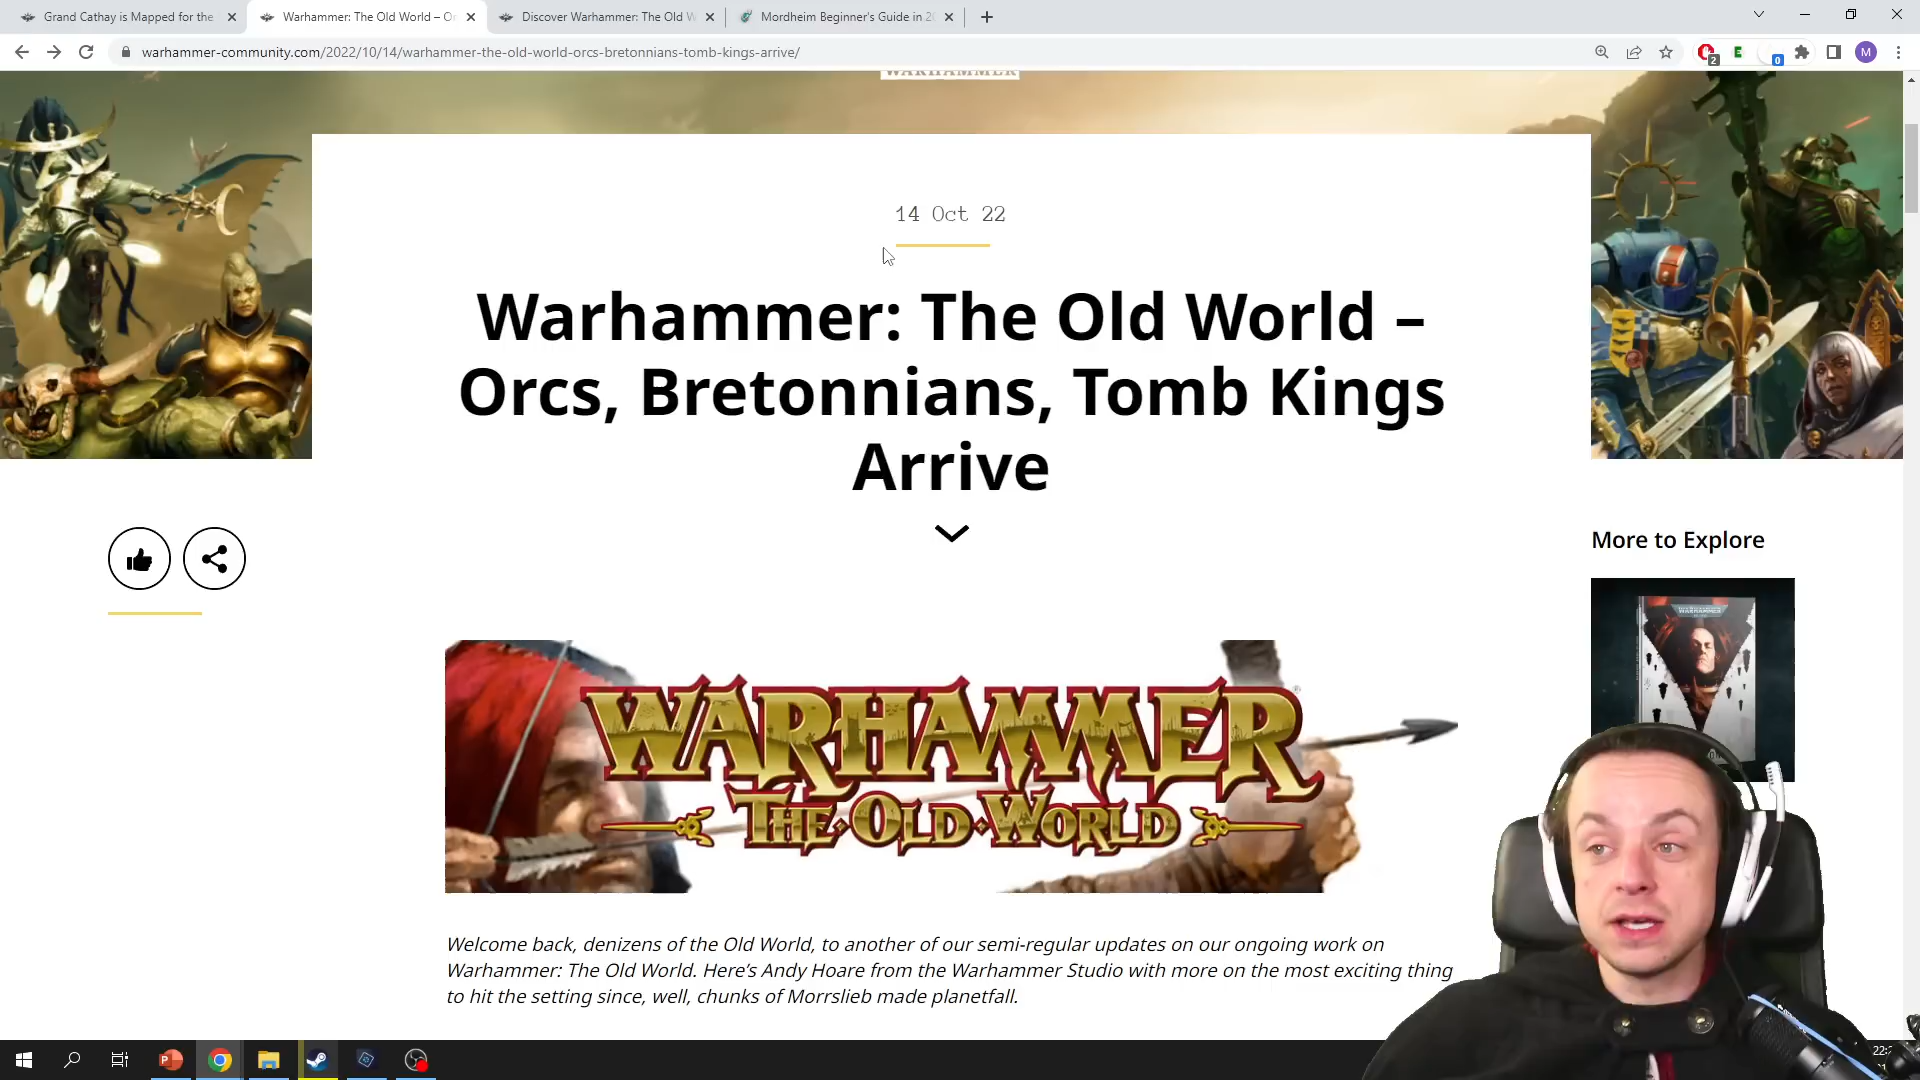 Grand Cathay is Mapped for the
Warhammer: The Old World – O
Discover Warhammer: The Old W
Mordheim Beginner's Guide in 2
warhammer-community.com/2022/10/14/warhammer-the-old-world-orcs-bretonnians-tomb-kings-arrive/
2
0
M
WARHAMMER
14 Oct 22
Warhammer: The Old World –
Orcs, Bretonnians, Tomb Kings
Arrive
More to Explore
WARHAMMER
WARHAMMER
THE OLD WORLD
Welcome back, denizens of the Old World, to another of our semi-regular updates on our ongoing work on
Warhammer: The Old World. Here's Andy Hoare from the Warhammer Studio with more on the most exciting thing
to hit the setting since, well, chunks of Morrslieb made planetfall.